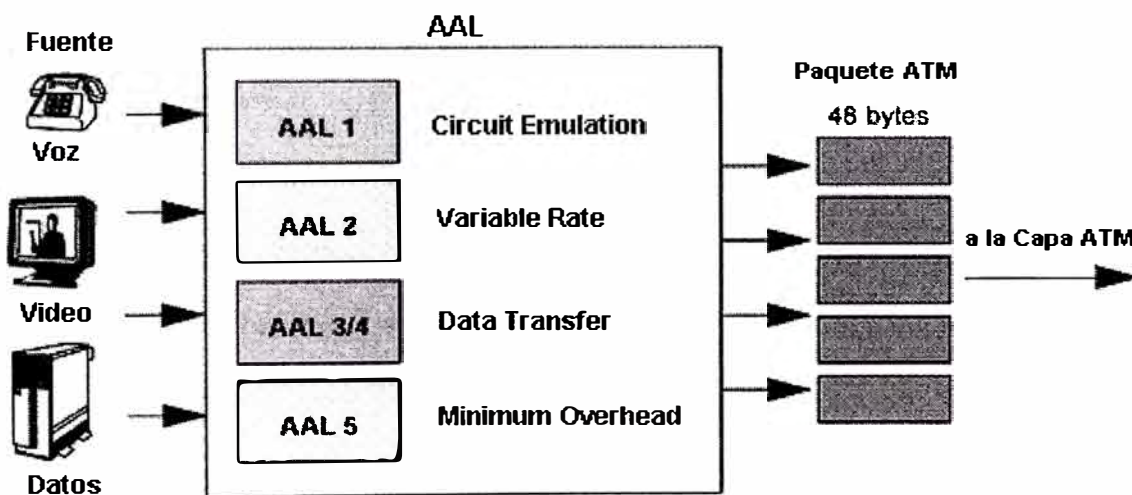 AAL
Fuente
Voz
Video
Datos
AAL 1 Circuit Emulation
AAL 2 Variable Rate
AAL 3/4 Data Transfer
AAL 5 Minimum Overhead
Paquete ATM
48 bytes
a la Capa ATM